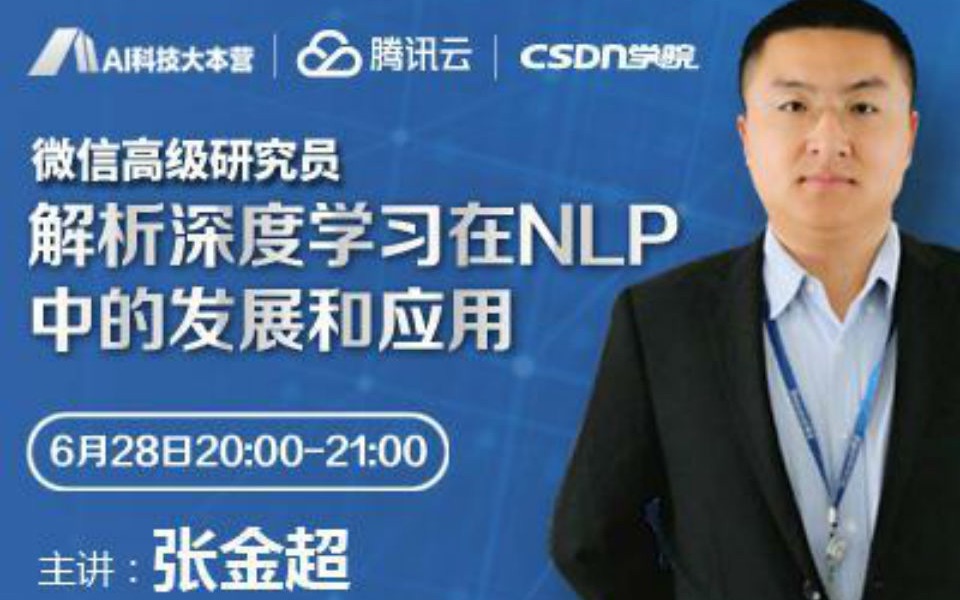 AI科技大本营 腾讯云 CSDN学院
微信高级研究员
解析深度学习在NLP
中的发展和应用
6月28日20:00-21:00
主讲：张金超